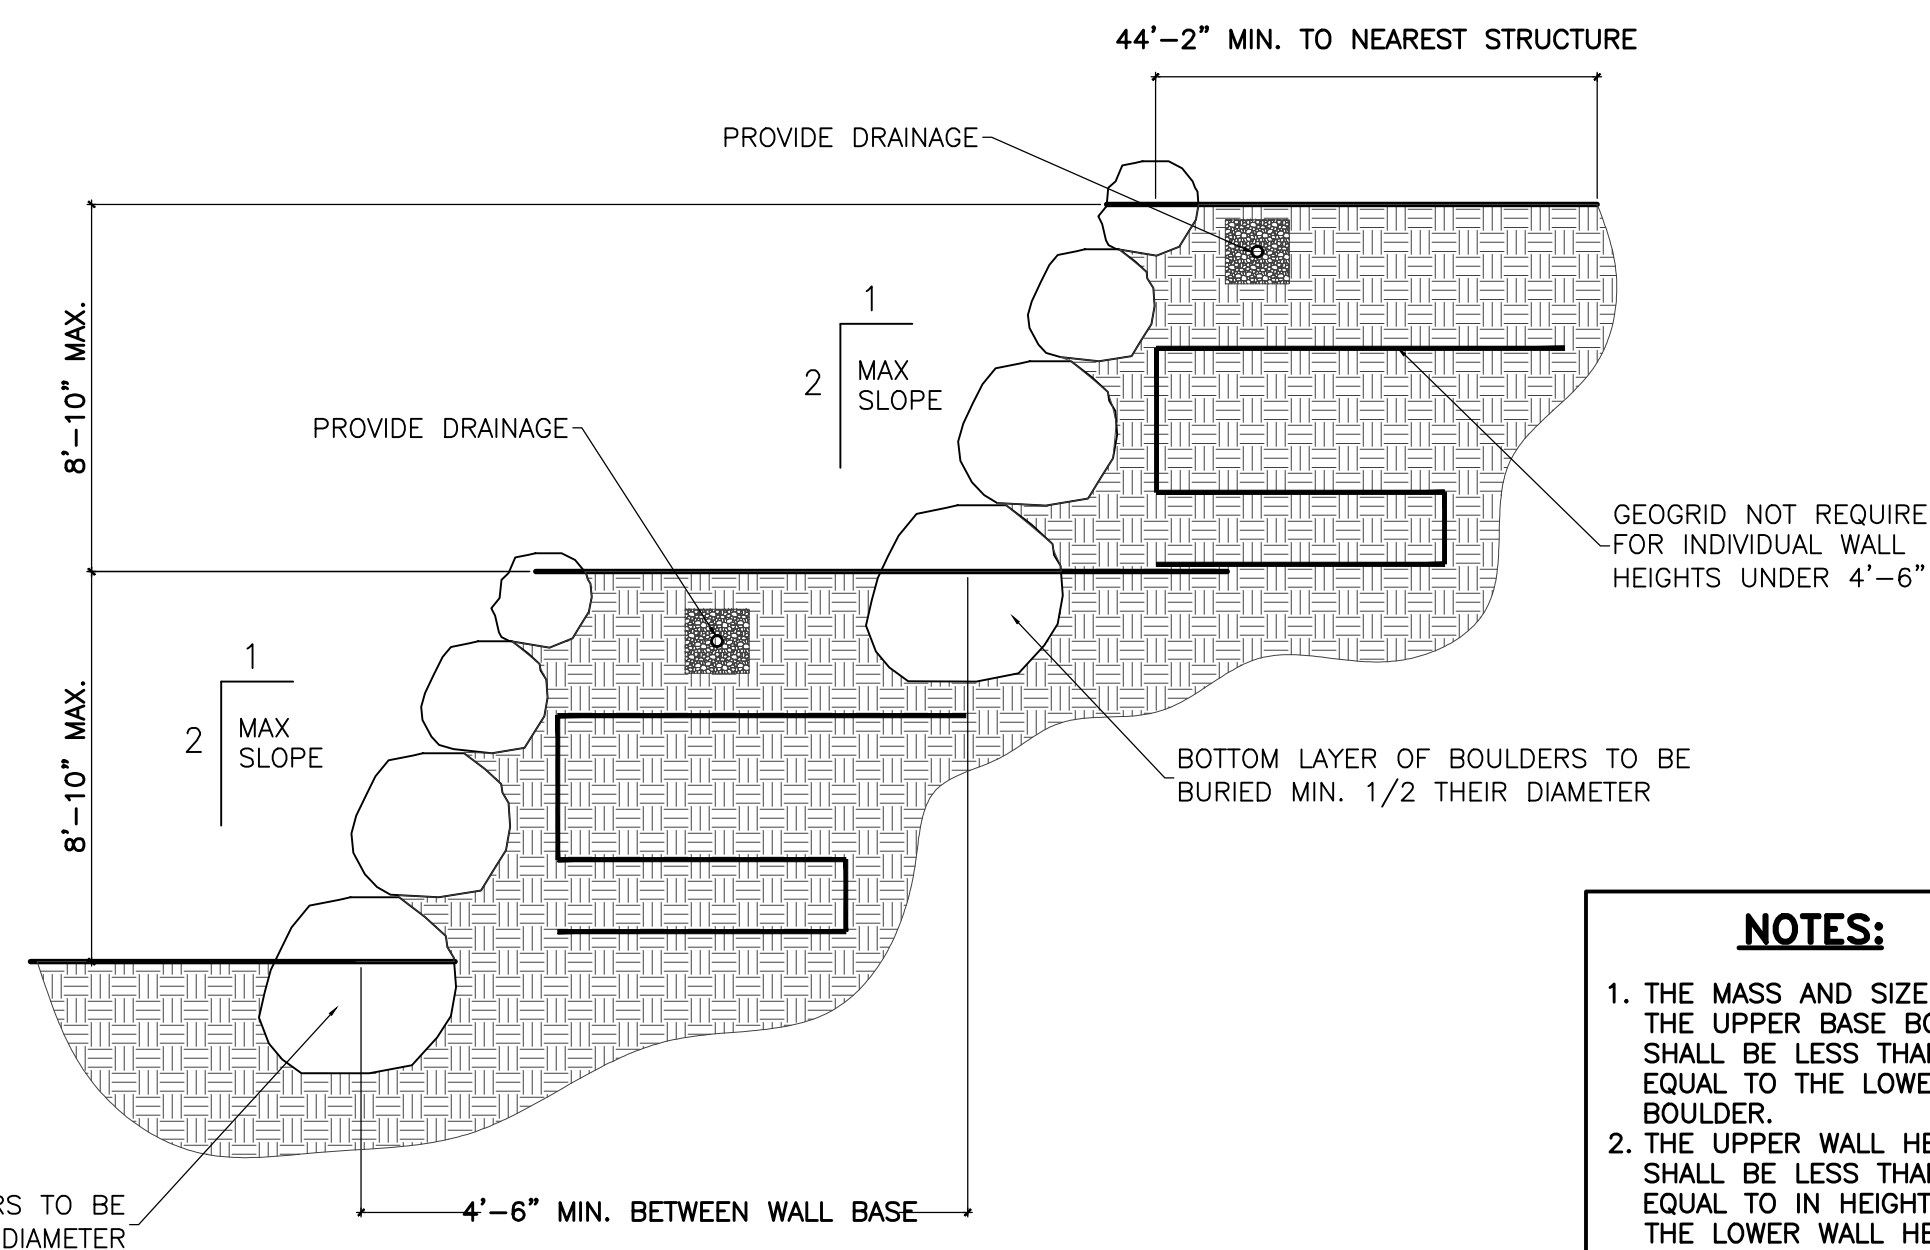 44'-2" MIN. TO NEAREST STRUCTURE
PROVIDE DRAINAGE
8'-10" MAX.
1
2
MAX
SLOPE
PROVIDE DRAINAGE
GEOGRID NOT REQUIRE
FOR INDIVIDUAL WALL
HEIGHTS UNDER 4'-6"
8'-10" MAX.
1
2
MAX
SLOPE
BOTTOM LAYER OF BOULDERS TO BE
BURIED MIN. 1/2 THEIR DIAMETER
NOTES:
1. THE MASS AND SIZE
THE UPPER BASE BO
SHALL BE LESS THA
EQUAL TO THE LOWE
BOULDER.
2. THE UPPER WALL HE
SHALL BE LESS THA
EQUAL TO IN HEIGHT
THE LOWER WALL HE
RS TO BE
DIAMETER
4'-6" MIN. BETWEEN WALL BASE